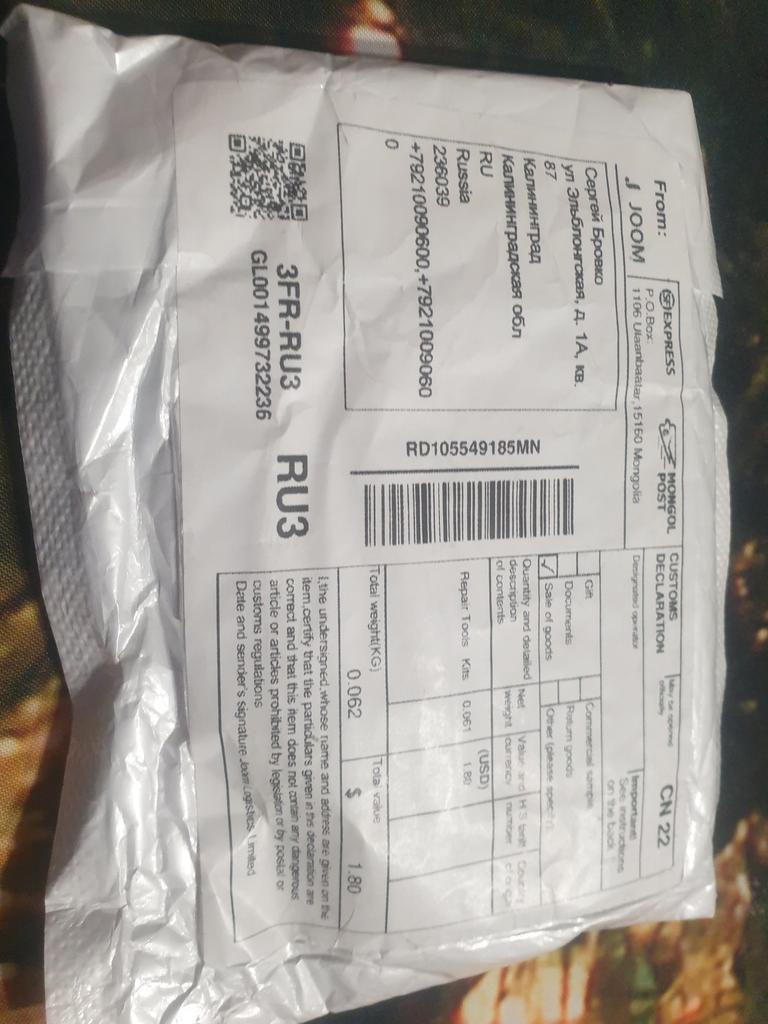 From:
JOOM
SF EXPRESS
MONGOL
POST
P.O.Box:
1106 Ulaanbaatar,15160 Mongolia
CUSTOMS
DECLARATION
May be opened
officially
CN 22
Designated operator
Important!
See instructions
on the back
Сергей Бровко
ул Эльблонгская, д. 1А, кв.
87
Калининград
Калининградская обл
RU
Russia
236039
+79210090600,+7921009060
0
RD105549185MN
Gift
Commercial sample
Documents
Return goods
✓ Sale of goods
Other (please specify):
Quantity and detailed
description
of contents
Net
weight
Value and
currency
(USD)
H S tariff
number
Country
of origin
Repair Tools Kits 0.061 1.80
Total weight(KG) Total value
0.062 $ 1.80
3FR-RU3 RU3
GL001499732236
I,the undersigned,whose name and address are given on the
item,certify that the particulars given in this declaration are
correct and that this item does not contain any dangerous
article or articles prohibited by legislation or by postal or
customs regulations
Date and sender's signature Joom Logistics Limited